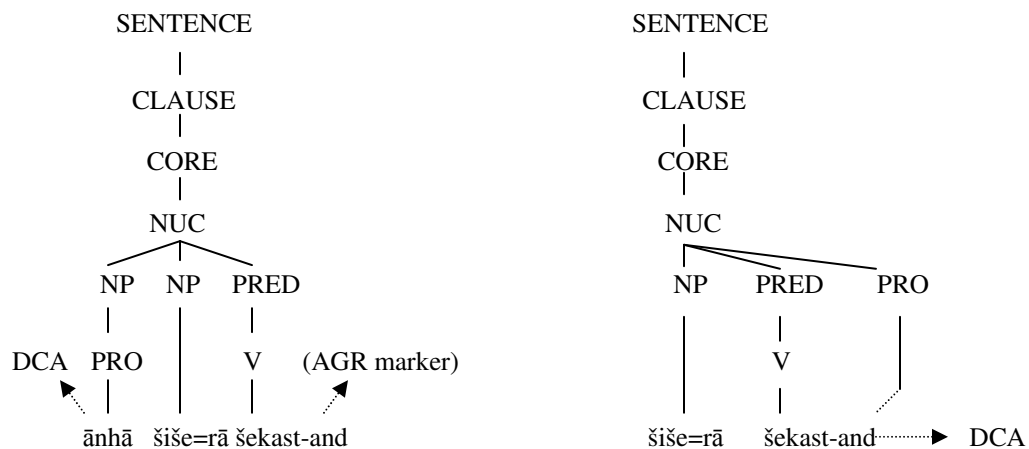 SENTENCE SENTENCE
CLAUSE CLAUSE
CORE CORE
NUC NUC
NP NP PRED NP PRED PRO
DCA PRO V (AGR marker) V
ānhā šiše=rā šekast-and šiše=rā šekast-and DCA